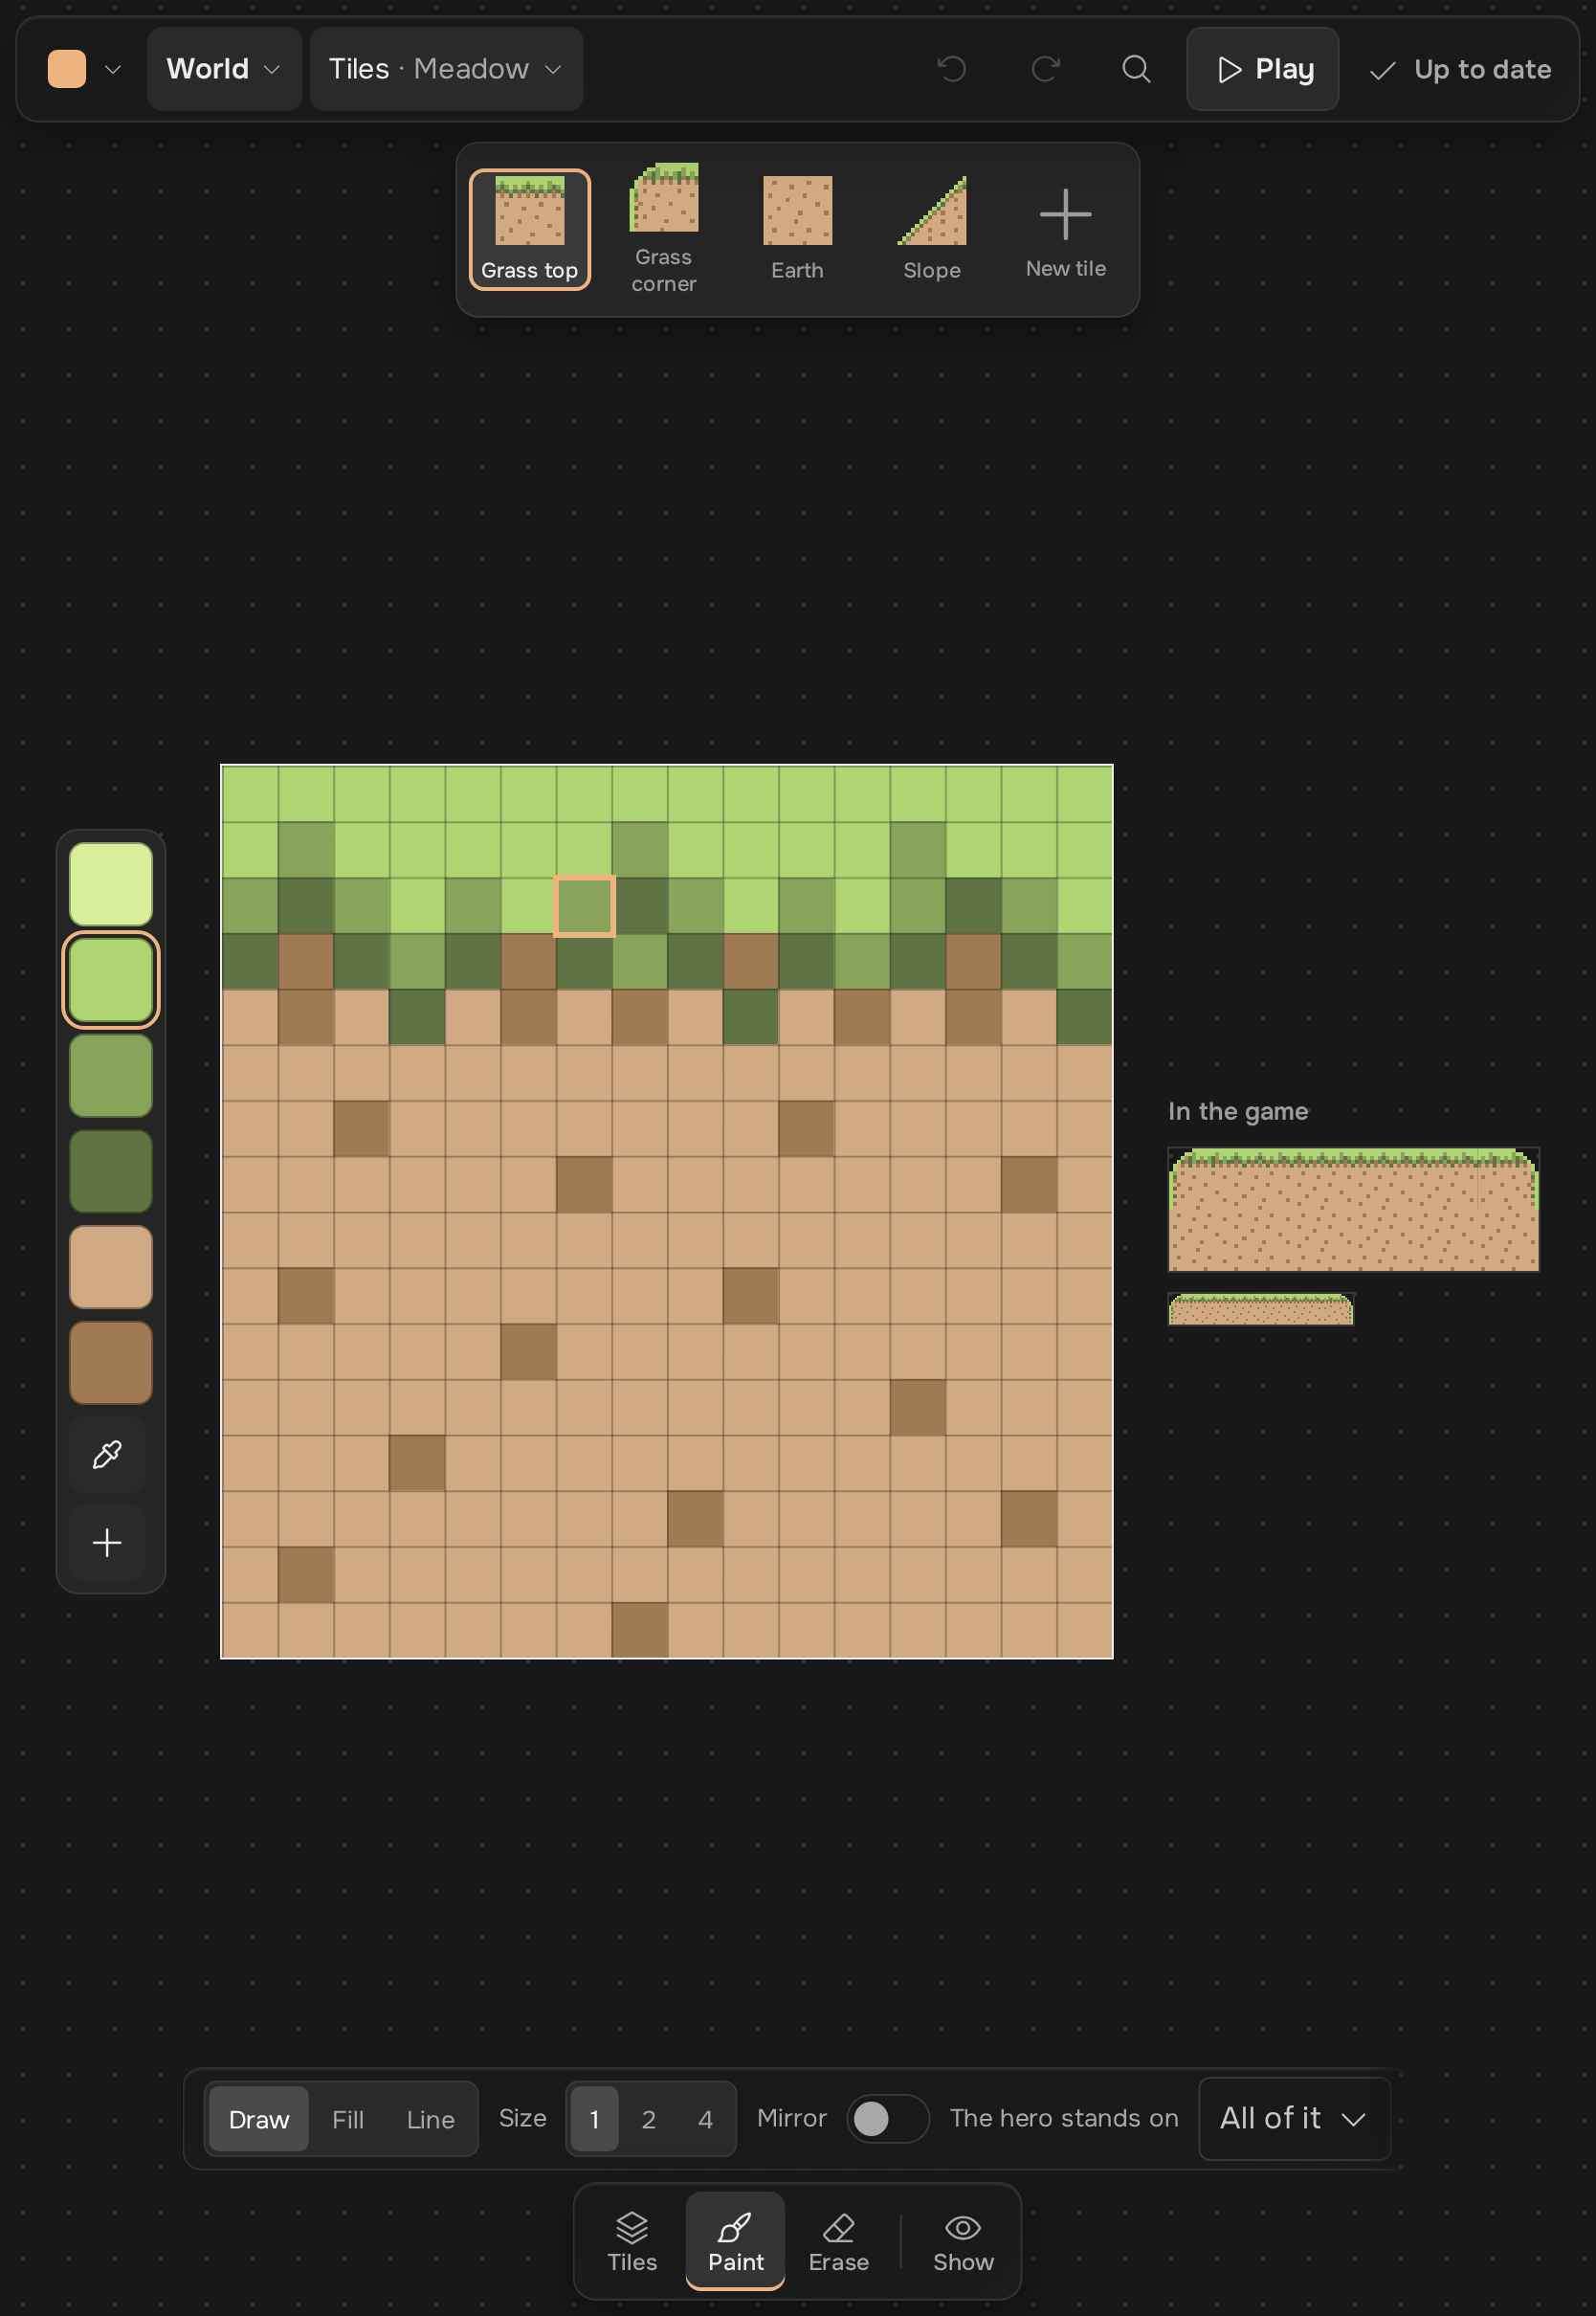 World
Tiles · Meadow
Play
Up to date
Grass top
Grass
corner
Earth
Slope
New tile
In the game
Draw
Fill
Line
Size
1
2
4
Mirror
The hero stands on
All of it
Tiles
Paint
Erase
Show